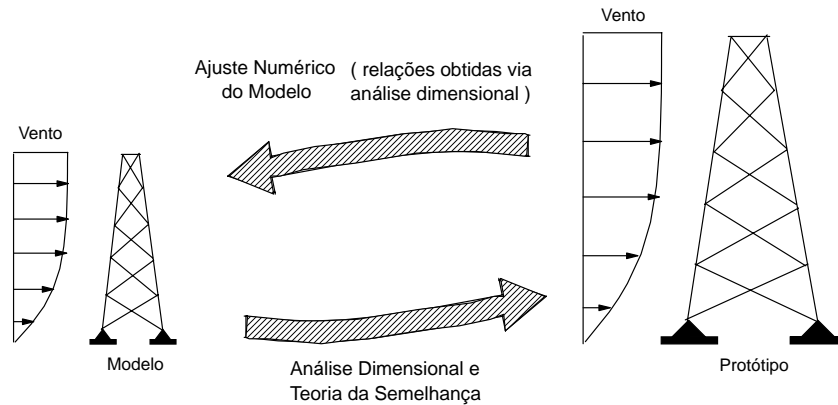 Vento
Ajuste Numérico ( relações obtidas via
do Modelo análise dimensional )
Vento
Modelo
Protótipo
Análise Dimensional e
Teoria da Semelhança